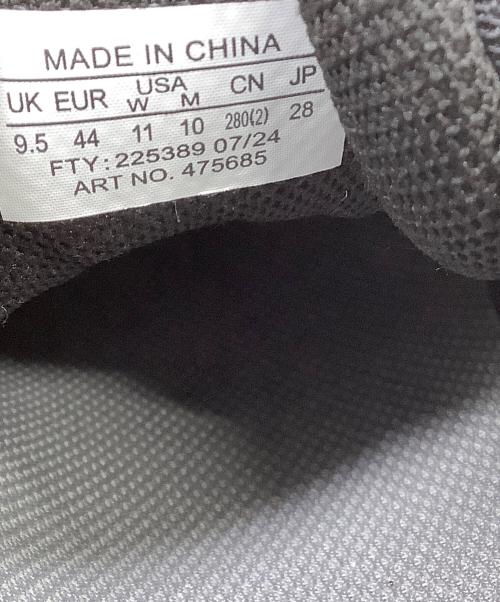 MADE IN CHINA
UK EUR USA CN JP
W M
9.5 44 11 10 280(2) 28
FTY: 225389 07/24
ART NO. 475685